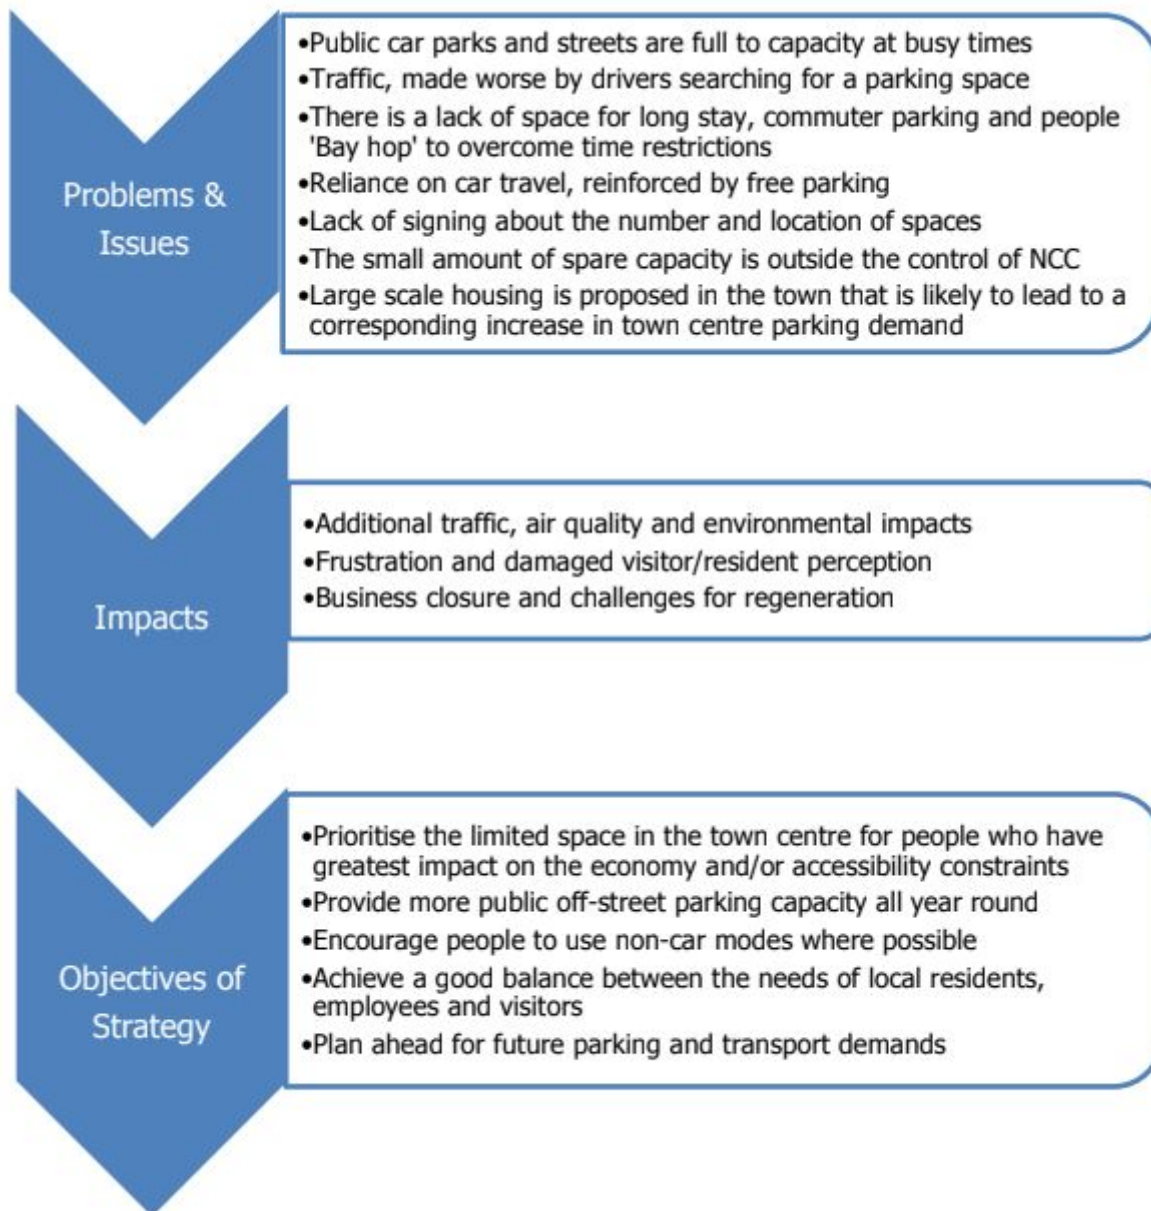 Problems &
Issues
•Public car parks and streets are full to capacity at busy times
•Traffic, made worse by drivers searching for a parking space
•There is a lack of space for long stay, commuter parking and people
'Bay hop' to overcome time restrictions
•Reliance on car travel, reinforced by free parking
•Lack of signing about the number and location of spaces
•The small amount of spare capacity is outside the control of NCC
•Large scale housing is proposed in the town that is likely to lead to a
corresponding increase in town centre parking demand
Impacts
•Additional traffic, air quality and environmental impacts
•Frustration and damaged visitor/resident perception
•Business closure and challenges for regeneration
Objectives of
Strategy
•Prioritise the limited space in the town centre for people who have
greatest impact on the economy and/or accessibility constraints
•Provide more public off-street parking capacity all year round
•Encourage people to use non-car modes where possible
•Achieve a good balance between the needs of local residents,
employees and visitors
•Plan ahead for future parking and transport demands